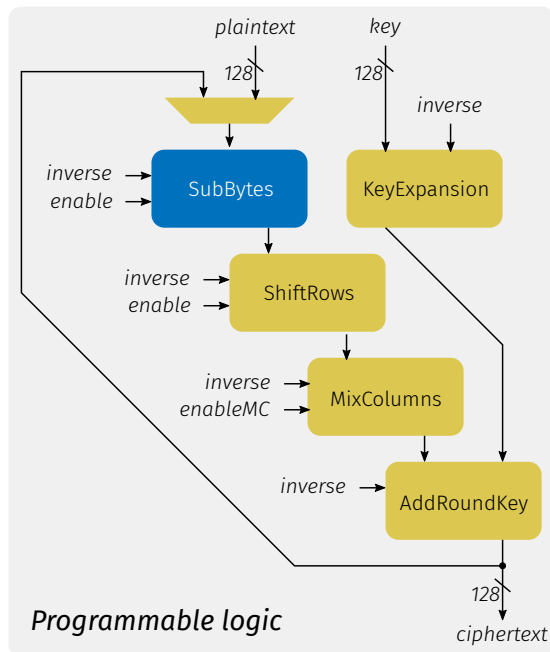 plaintext
key
128
128
inverse
inverse
enable
SubBytes
KeyExpansion
inverse
enable
ShiftRows
inverse
enableMC
MixColumns
inverse
AddRoundKey
128
Programmable logic
ciphertext